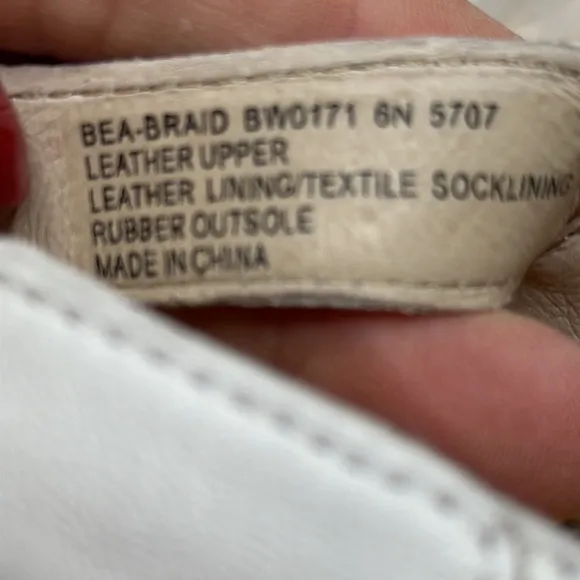 BEA-BRAID BW0171 6N 5707
LEATHER UPPER
LEATHER LINING/TEXTILE SOCKLINING
RUBBER OUTSOLE
MADE IN CHINA